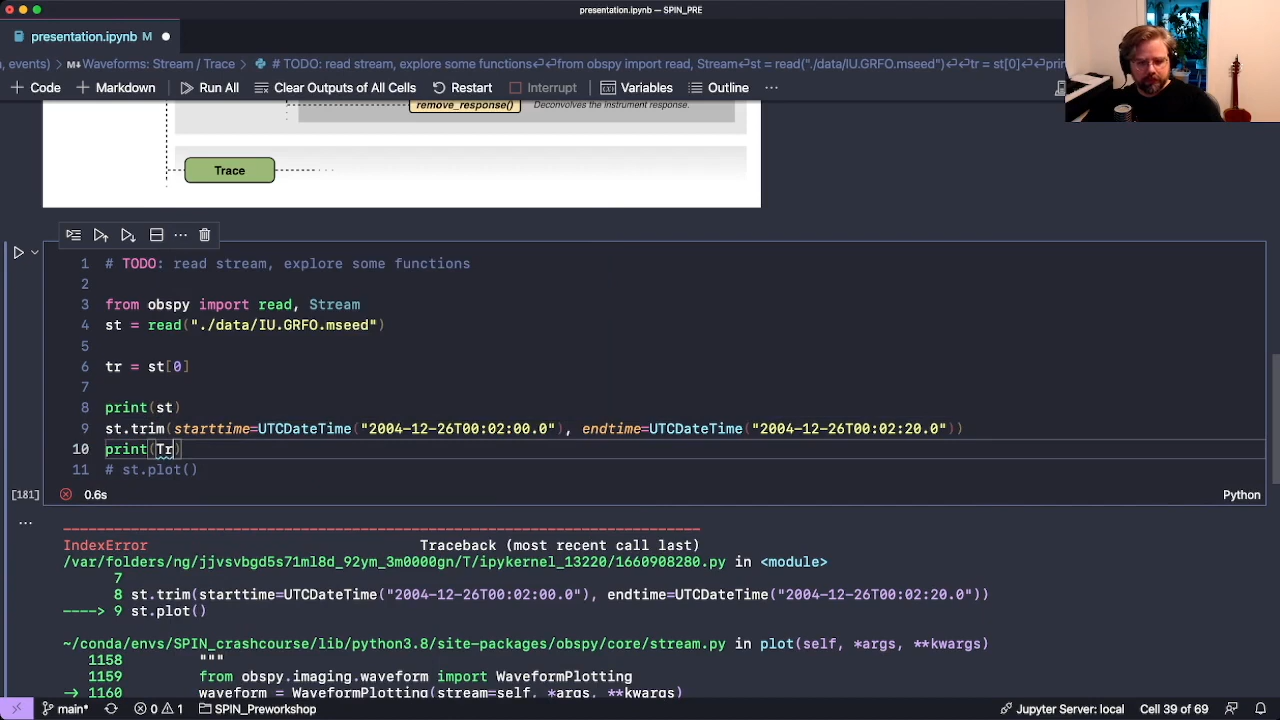 presentation.ipynb — SPIN_PRE
presentation.ipynb M
, events) > M↓Waveforms: Stream / Trace > # TODO: read stream, explore some functions⏎⏎from obspy import read, Stream⏎st = read("./data/IU.GRFO.mseed")⏎⏎tr = st[0]⏎⏎prin
+ Code + Markdown Run All Clear Outputs of All Cells Restart Interrupt Variables Outline ...
remove_response() Deconvolves the instrument response.
Trace
1 # TODO: read stream, explore some functions
2
3 from obspy import read, Stream
4 st = read("./data/IU.GRFO.mseed")
5
6 tr = st[0]
7
8 print(st)
9 st.trim(starttime=UTCDateTime("2004-12-26T00:02:00.0"), endtime=UTCDateTime("2004-12-26T00:02:20.0"))
10 print(Tr)
11 # st.plot()
[181] 0.6s Python
...
---------------------------------------------------------------------------
IndexError Traceback (most recent call last)
/var/folders/ng/jjvsvbgd5s71ml8d_92ym_3m0000gn/T/ipykernel_13220/1660908280.py in <module>
7
8 st.trim(starttime=UTCDateTime("2004-12-26T00:02:00.0"), endtime=UTCDateTime("2004-12-26T00:02:20.0"))
----> 9 st.plot()
~/conda/envs/SPIN_crashcourse/lib/python3.8/site-packages/obspy/core/stream.py in plot(self, *args, **kwargs)
1158 """
1159 from obspy.imaging.waveform import WaveformPlotting
-> 1160 waveform = WaveformPlotting(stream=self, *args, **kwargs)
main* 0 1 SPIN_Preworkshop Jupyter Server: local Cell 39 of 69